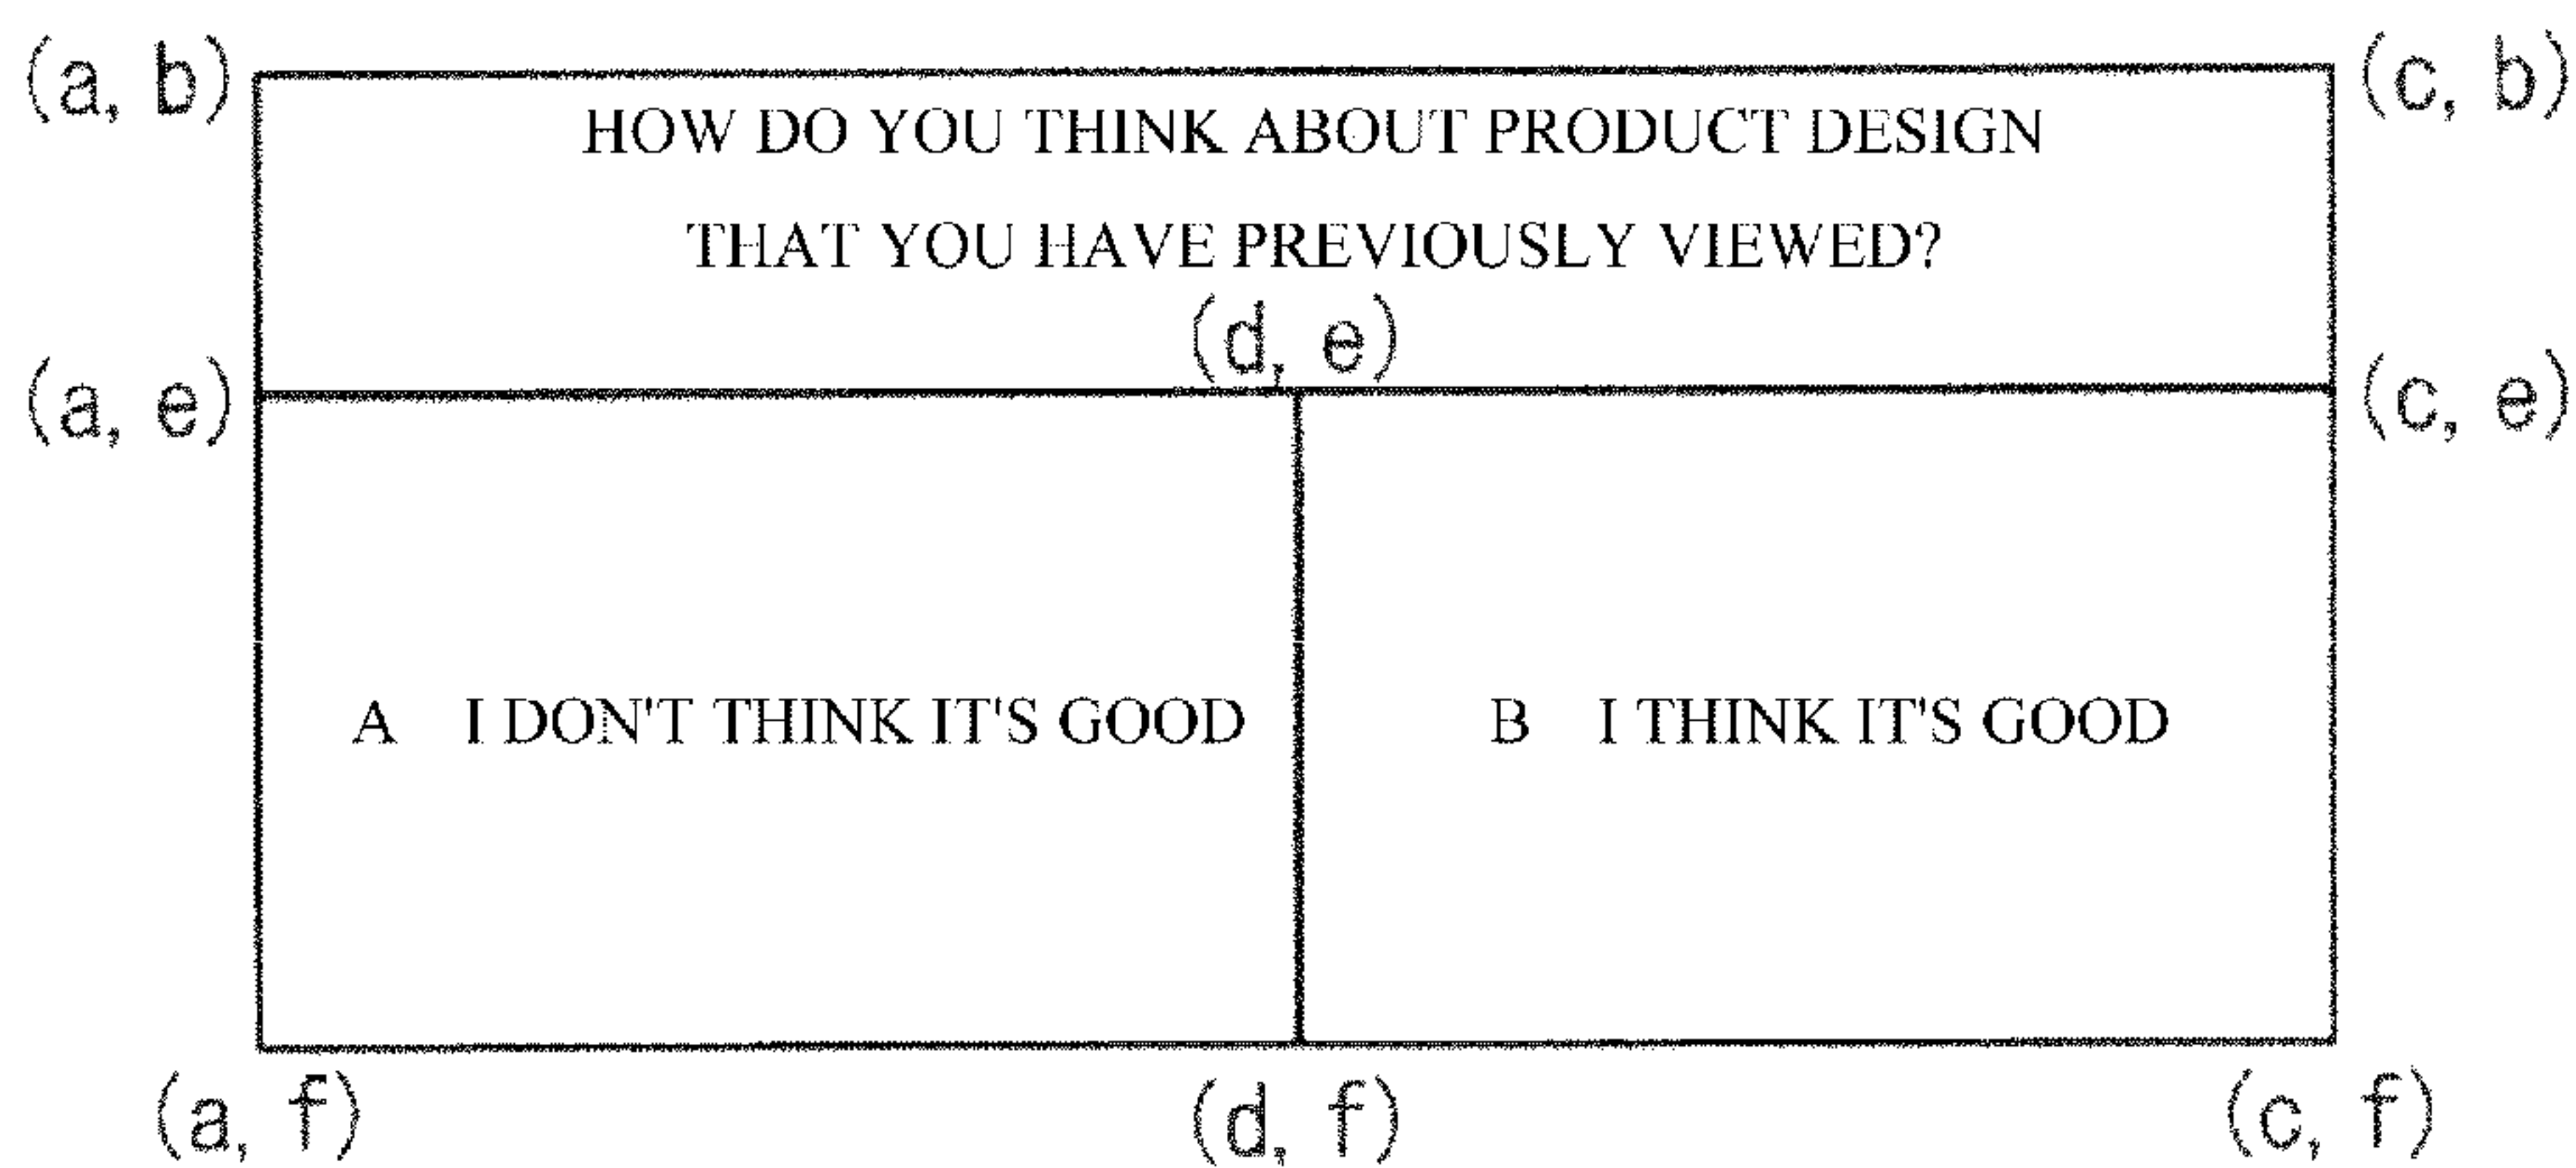 (a, b) (c, b)
HOW DO YOU THINK ABOUT PRODUCT DESIGN
THAT YOU HAVE PREVIOUSLY VIEWED?
(d, e)
(a, e) (c, e)
A I DON'T THINK IT'S GOOD B I THINK IT'S GOOD
(a, f) (d, f) (c, f)